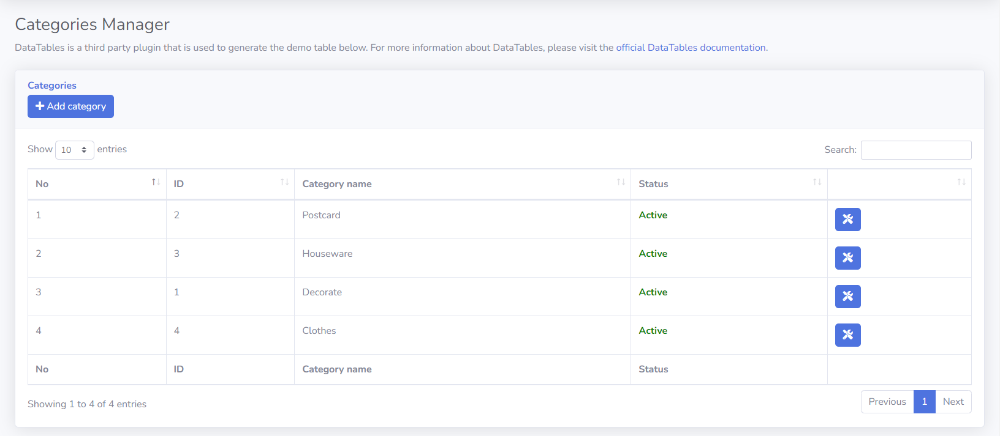 Categories Manager
DataTables is a third party plugin that is used to generate the demo table below. For more information about DataTables, please visit the official DataTables documentation.
Categories
Add category
Show 10 entries Search:
No ID Category name Status
1 2 Postcard Active
2 3 Houseware Active
3 1 Decorate Active
4 4 Clothes Active
No ID Category name Status
Showing 1 to 4 of 4 entries Previous 1 Next